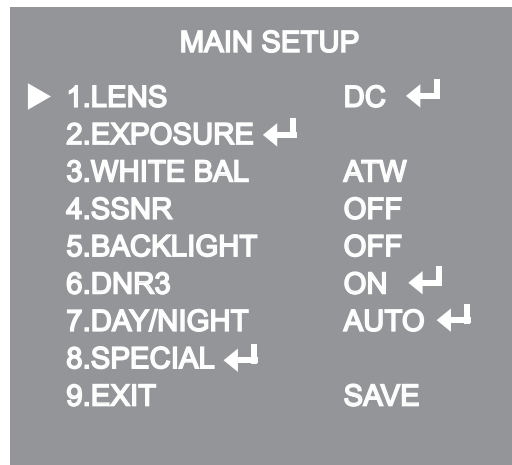 MAIN SETUP
▶ 1.LENS DC ↵
2.EXPOSURE ↵
3.WHITE BAL ATW
4.SSNR OFF
5.BACKLIGHT OFF
6.DNR3 ON ↵
7.DAY/NIGHT AUTO ↵
8.SPECIAL ↵
9.EXIT SAVE